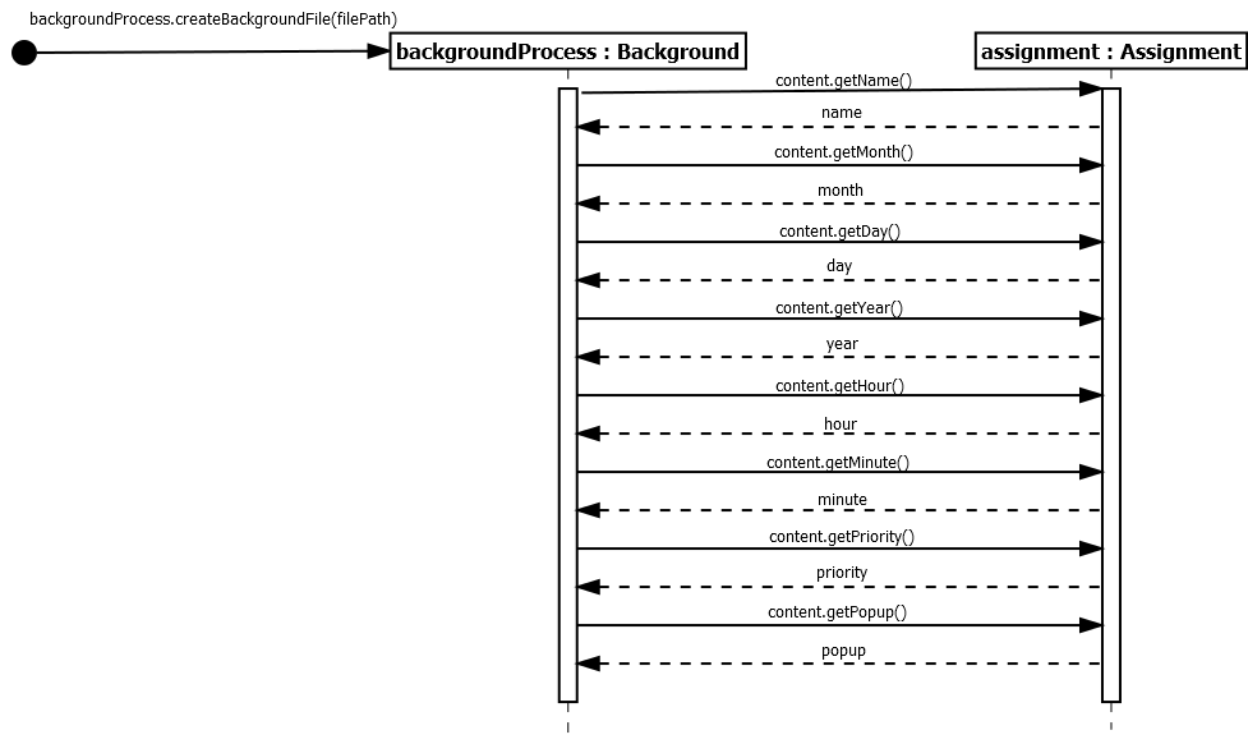 backgroundProcess.createBackgroundFile(filePath)
backgroundProcess : Background
assignment : Assignment
content.getName()
name
content.getMonth()
month
content.getDay()
day
content.getYear()
year
content.getHour()
hour
content.getMinute()
minute
content.getPriority()
priority
content.getPopup()
popup